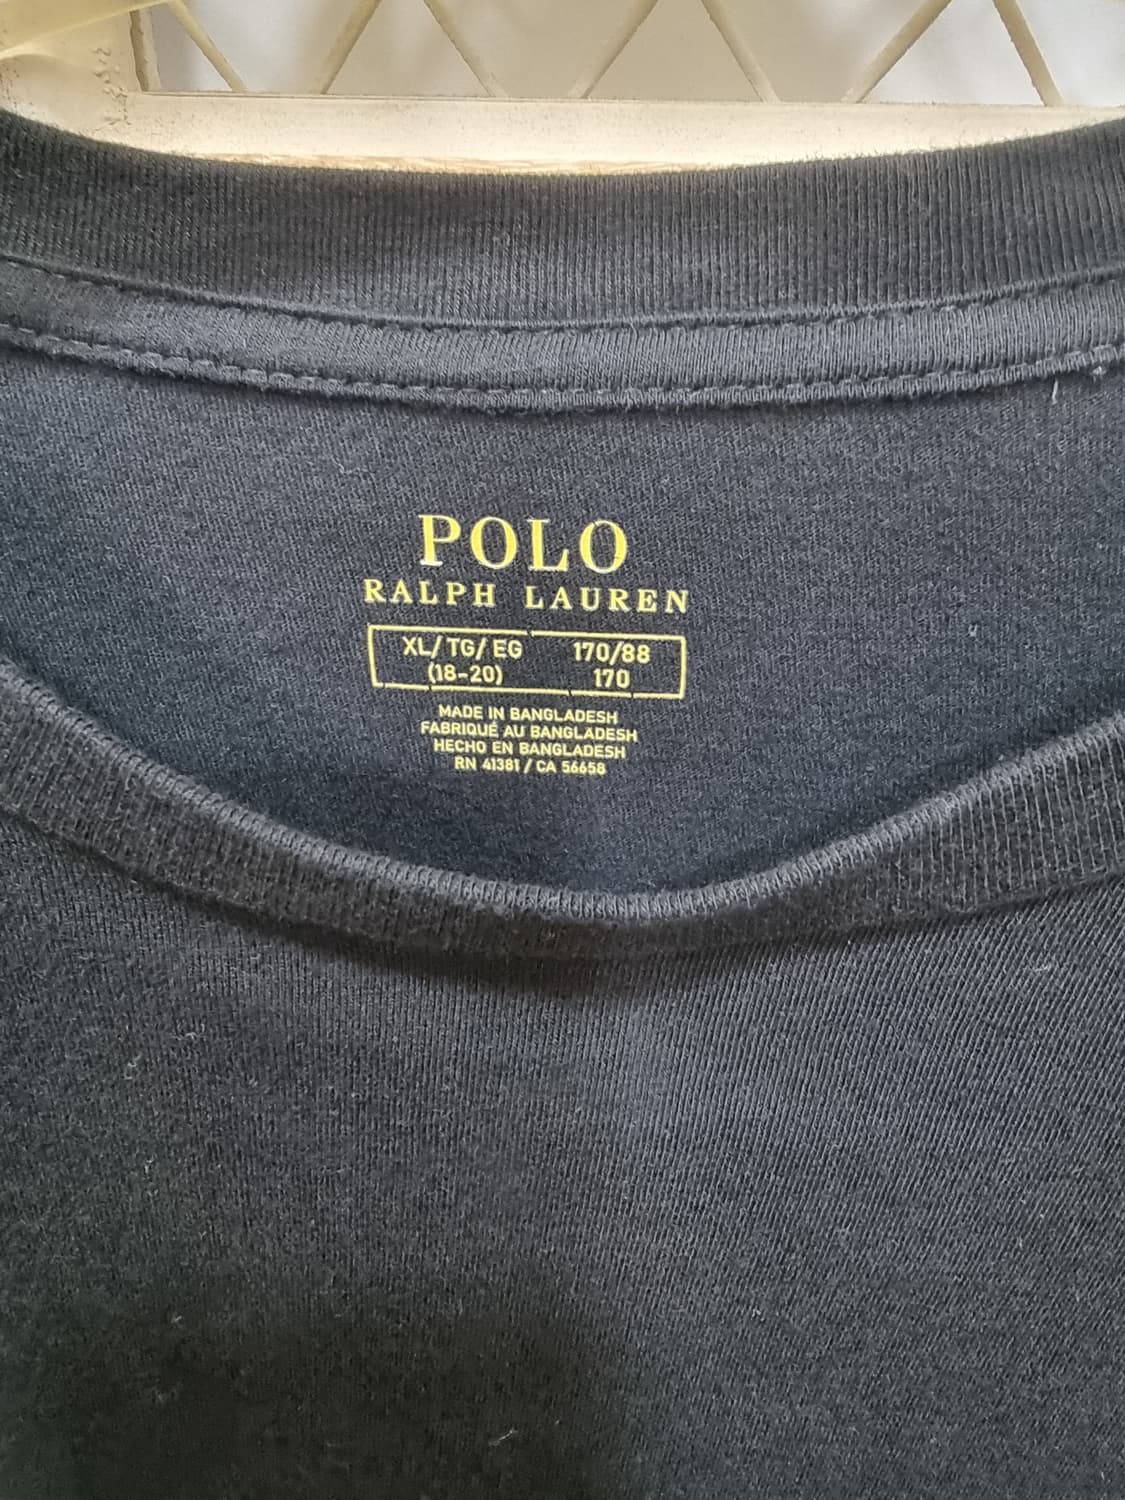 POLO
RALPH LAUREN
XL/TG/EG 170/88
(18-20) 170
MADE IN BANGLADESH
FABRIQUÉ AU BANGLADESH
HECHO EN BANGLADESH
RN 41381 / CA 56658